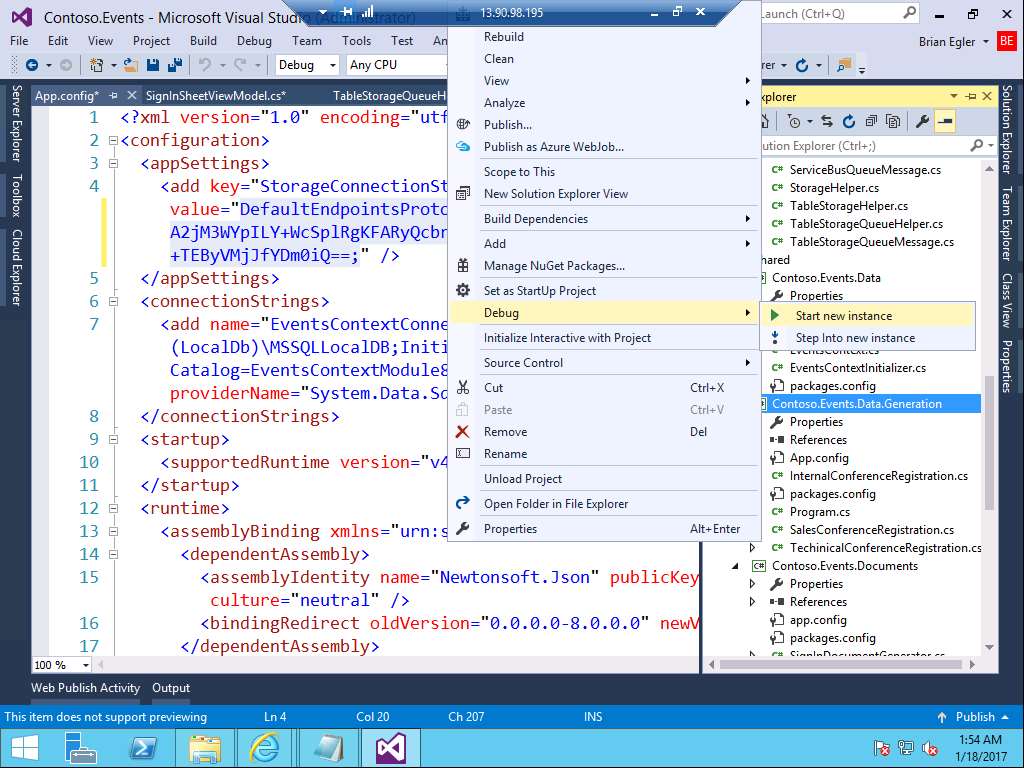 Contoso.Events - Microsoft Visual Studio (Administrator)
13.90.98.195
Launch (Ctrl+Q)
File Edit View Project Build Debug Team Tools Test
Brian Egler BE
Debug Any CPU
App.config* SignInSheetViewModel.cs*
Server Explorer
Toolbox
Cloud Explorer
1 <?xml version="1.0" encoding="utf
2 <configuration>
3 <appSettings>
4 <add key="StorageConnectionSt
value="DefaultEndpointsProto
A2jM3WYpILY+WcSplRgKFARyQcbr
+TEByVMjJfYDm0iQ==;" />
5 </appSettings>
6 <connectionStrings>
7 <add name="EventsContextConne
(LocalDb)\MSSQLLocalDB;Initi
Catalog=EventsContextModule8
providerName="System.Data.Sq
8 </connectionStrings>
9 <startup>
10 <supportedRuntime version="v4
11 </startup>
12 <runtime>
13 <assemblyBinding xmlns="urn:s
14 <dependentAssembly>
15 <assemblyIdentity name="Newtonsoft.Json" publicKey
culture="neutral" />
16 <bindingRedirect oldVersion="0.0.0.0-8.0.0.0" newV
17 </dependentAssembly>
100 %
Rebuild
Clean
View
Analyze
Publish...
Publish as Azure WebJob...
Scope to This
New Solution Explorer View
Build Dependencies
Add
Manage NuGet Packages...
Set as StartUp Project
Debug
Initialize Interactive with Project
Source Control
Cut Ctrl+X
Paste Ctrl+V
Remove Del
Rename
Unload Project
Open Folder in File Explorer
Properties Alt+Enter
Start new instance
Step Into new instance
xplorer
ution Explorer (Ctrl+;)
ServiceBusQueueMessage.cs
StorageHelper.cs
TableStorageHelper.cs
TableStorageQueueHelper.cs
TableStorageQueueMessage.cs
hared
Contoso.Events.Data
Properties
EventsContext.cs
EventsContextInitializer.cs
packages.config
Contoso.Events.Data.Generation
Properties
References
App.config
InternalConferenceRegistration.cs
packages.config
Program.cs
SalesConferenceRegistration.cs
TechinicalConferenceRegistration.cs
Contoso.Events.Documents
Properties
References
app.config
packages.config
SignInDocumentGenerator.cs
Solution Explorer
Team Explorer
Class View
Properties
Web Publish Activity Output
This item does not support previewing Ln 4 Col 20 Ch 207 INS Publish
1:54 AM
1/18/2017